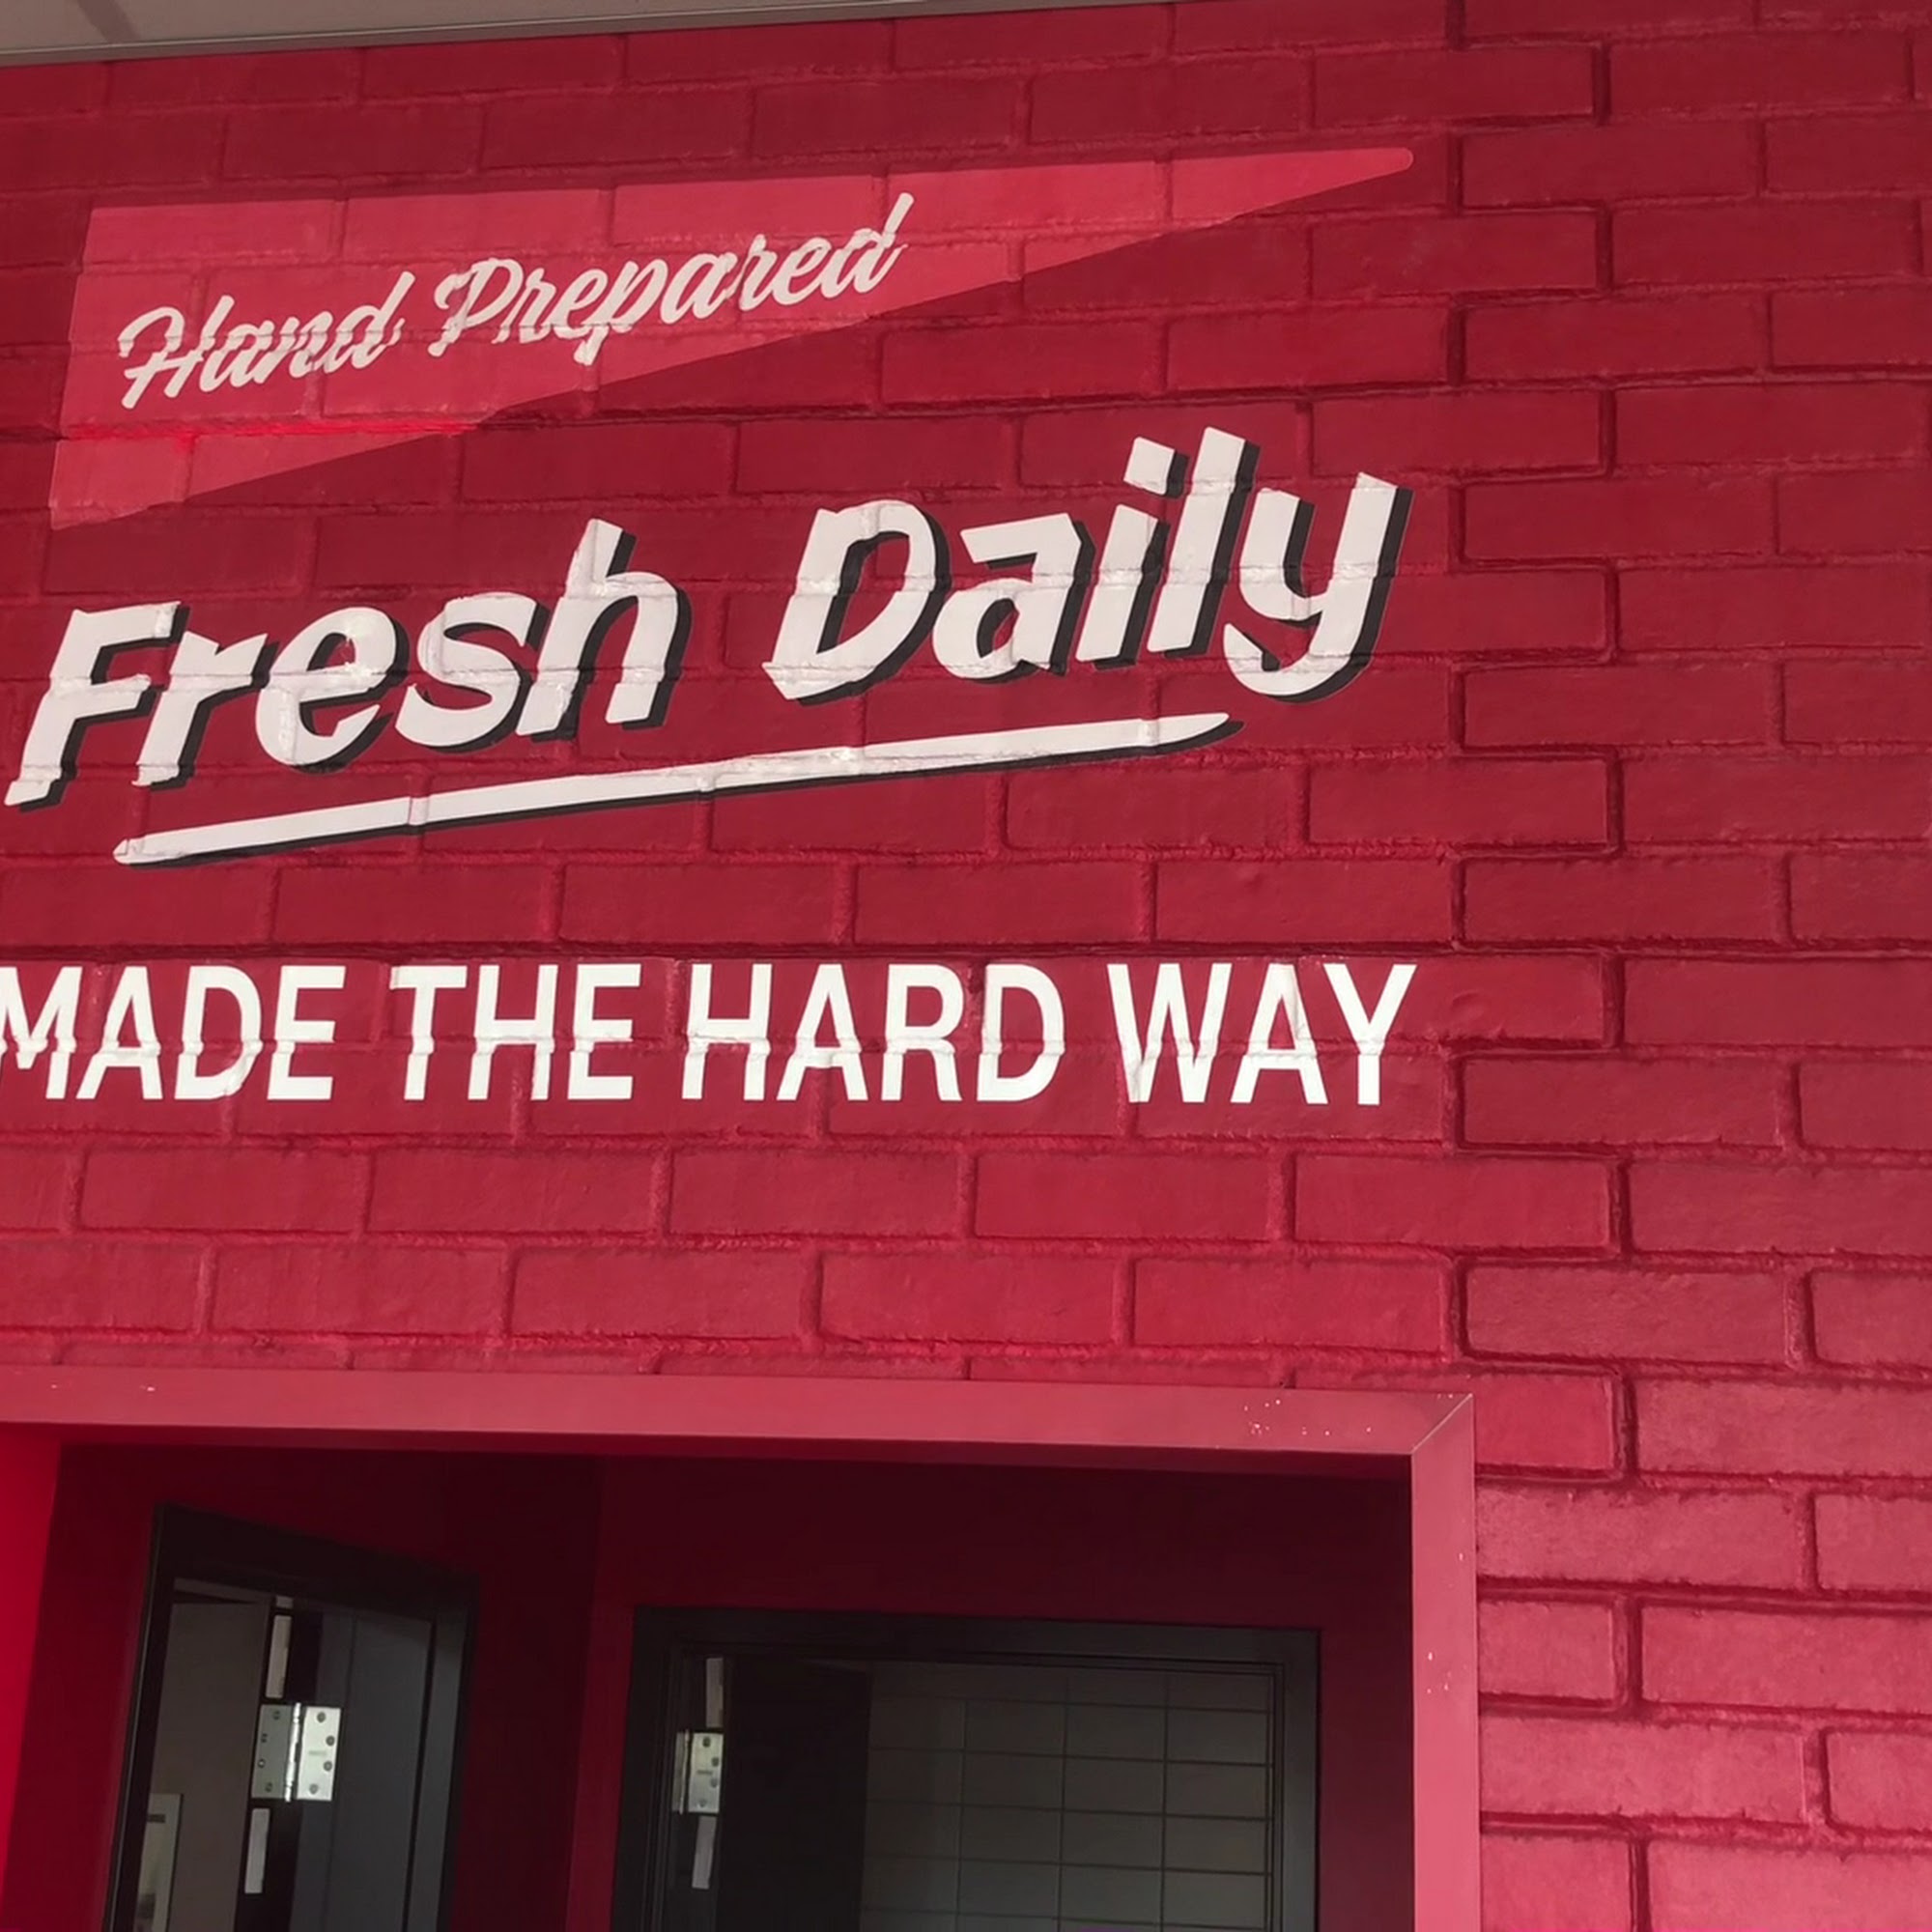 Hand Prepared
Fresh Daily
MADE THE HARD WAY